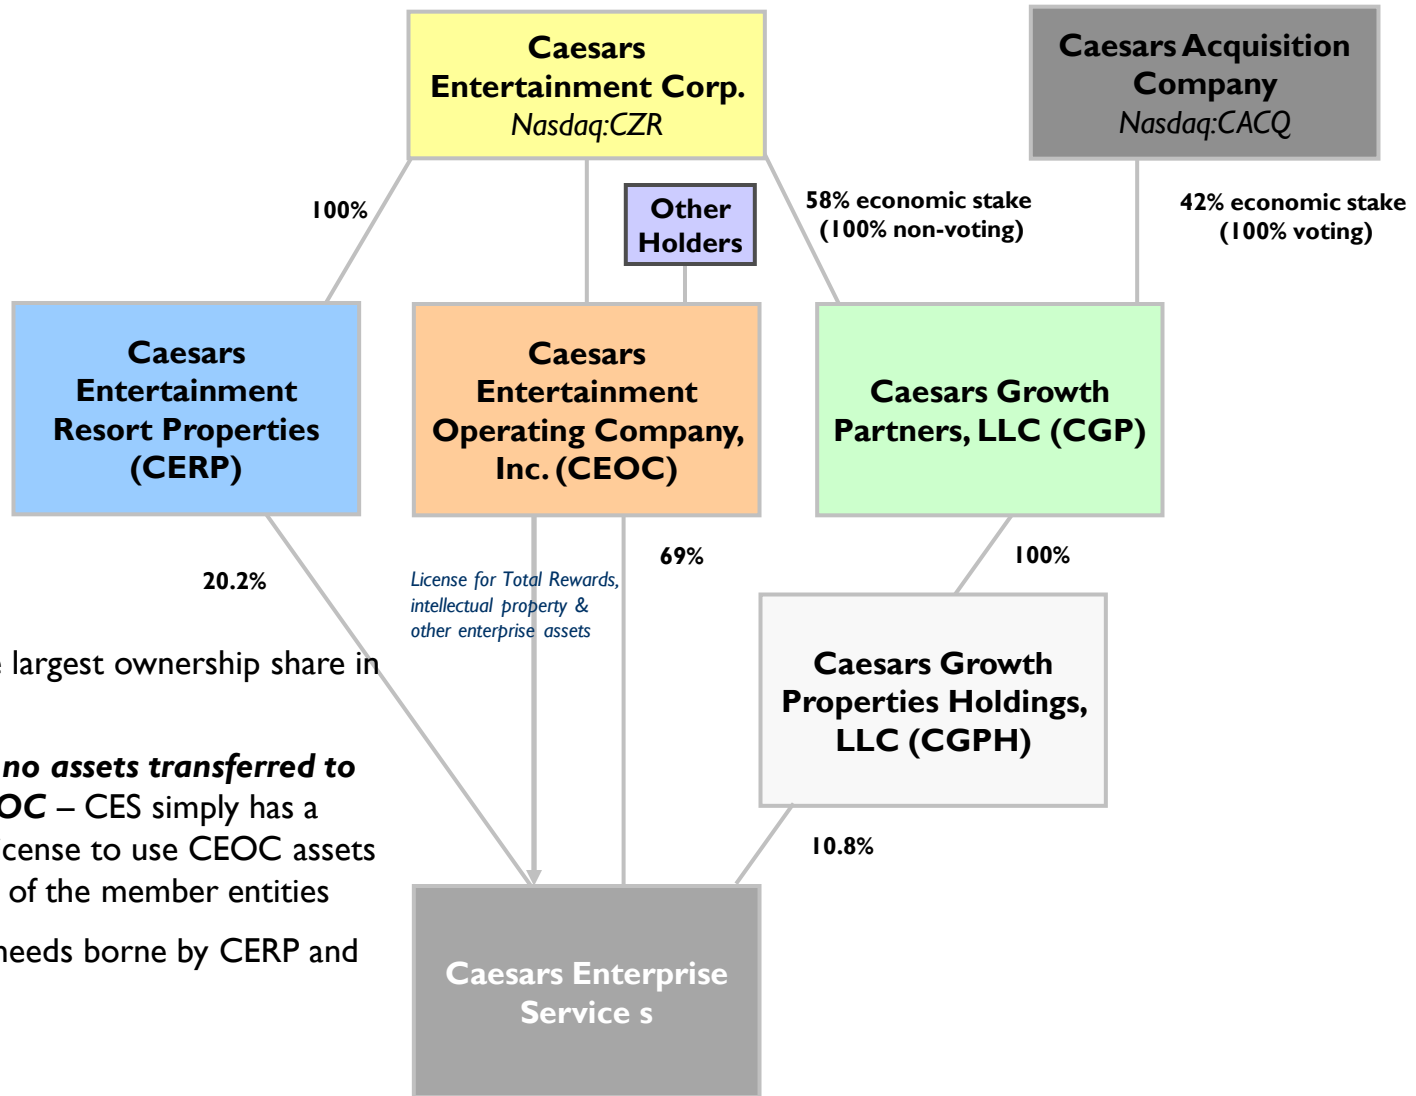 Caesars
Entertainment Corp.
Nasdaq:CZR
Caesars Acquisition
Company
Nasdaq:CACQ
100%
Other
Holders
58% economic stake
(100% non-voting)
42% economic stake
(100% voting)
Caesars
Entertainment
Resort Properties
(CERP)
Caesars
Entertainment
Operating Company,
Inc. (CEOC)
Caesars Growth
Partners, LLC (CGP)
20.2%
License for Total Rewards,
intellectual property &
other enterprise assets
69%
100%
largest ownership share in
no assets transferred to
– CES simply has a
to use CEOC assets
of the member entities
needs borne by CERP and
Caesars Growth
Properties Holdings,
LLC (CGPH)
10.8%
Caesars Enterprise
Service s